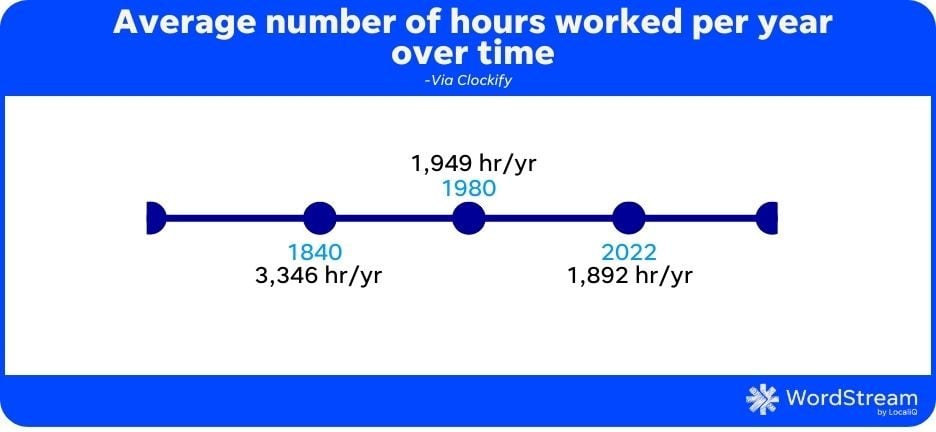 Average number of hours worked per year
over time
-Via Clockify
1,949 hr/yr
1980
1840
3,346 hr/yr
2022
1,892 hr/yr
WordStream
by LocaliQ